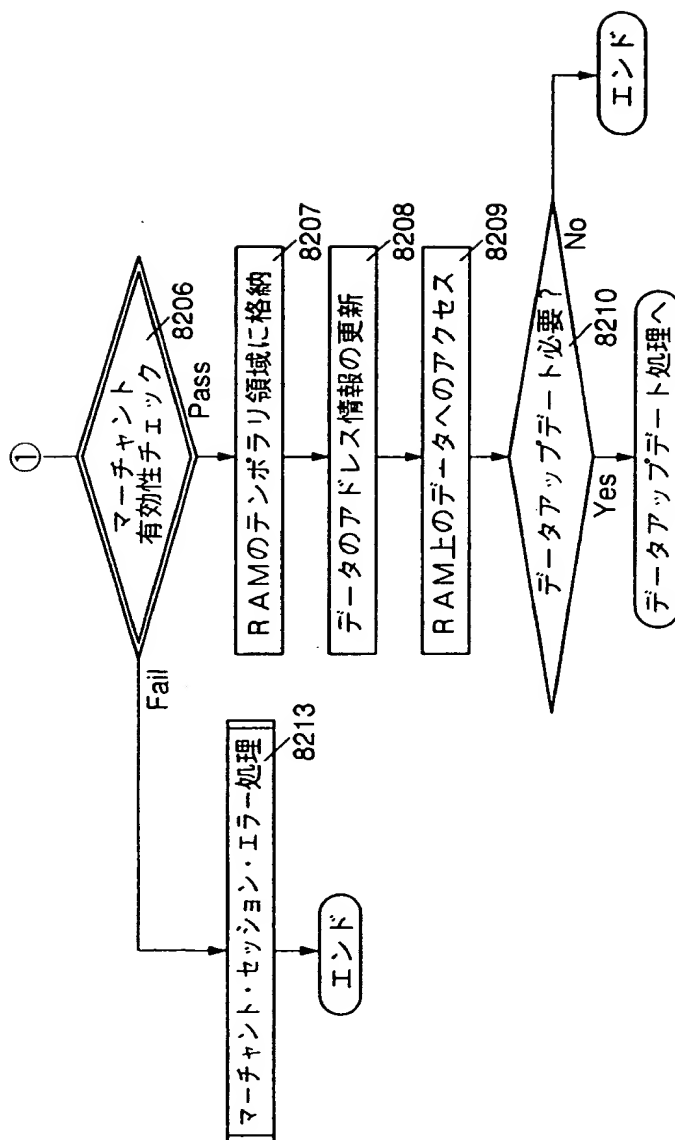 ①
マーチャント
有効性チェック
8206
Fail
Pass
マーチャント・セッション・エラー処理
8213
エンド
RAMのテンポラリ領域に格納
8207
データのアドレス情報の更新
8208
RAM上のデータへのアクセス
8209
データアップデート必要？
8210
No
Yes
エンド
データアップデート処理へ